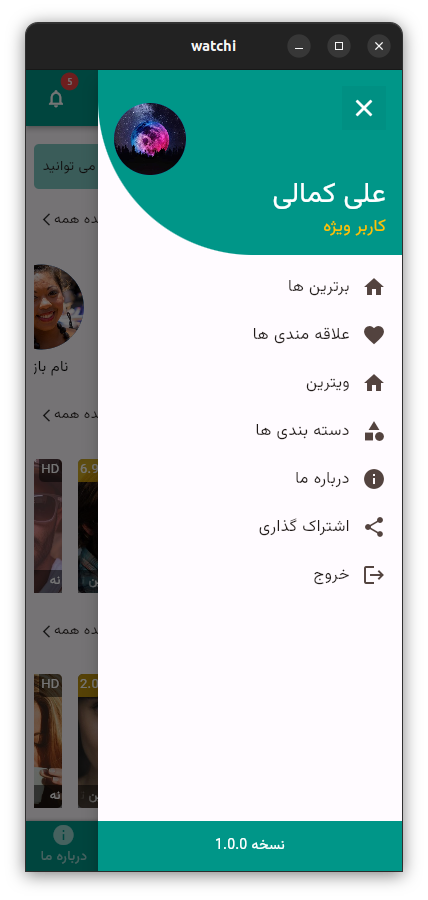 watchi
5
علی کمالی
کاربر ویژه
برترین ها
علاقه مندی ها
ویترین
دسته بندی ها
درباره ما
اشتراک گذاری
خروج
نسخه 1.0.0
می توانید
ده همه
نام باز
ده همه
HD
6.9
نه
ین
ده همه
HD
2.0
نه
ین
درباره ما